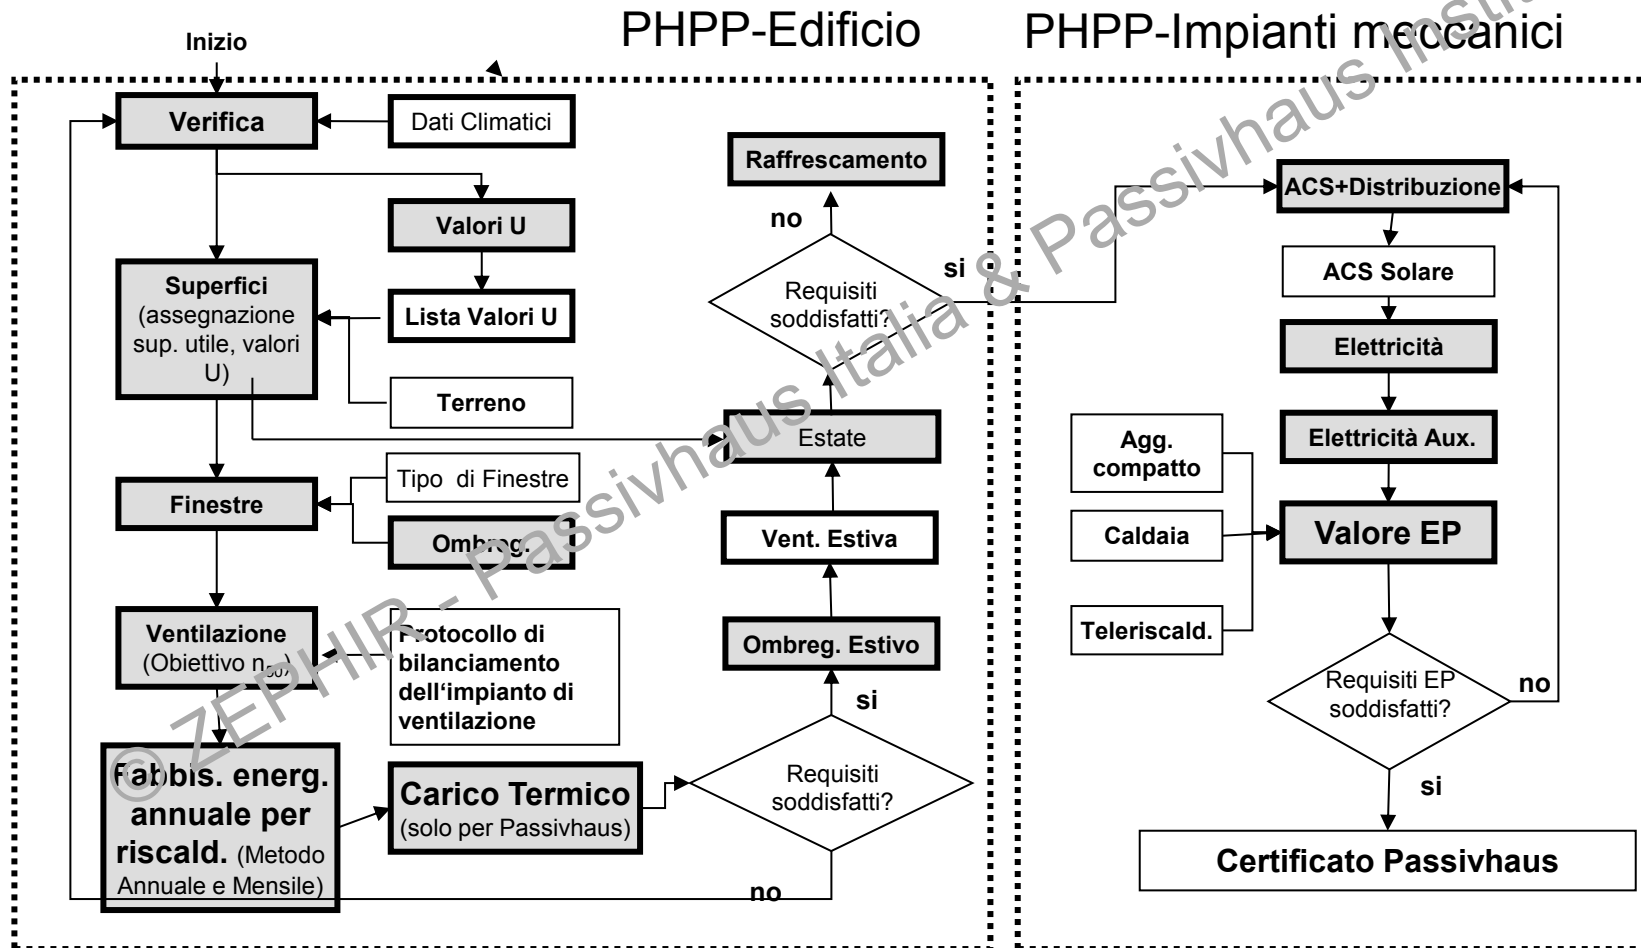 PHPP-Edificio
PHPP-Impianti meccanici
Inizio
Verifica
Dati Climatici
Valori U
Superfici
(assegnazione
sup. utile, valori
U)
Lista Valori U
Terreno
Finestre
Tipo di Finestre
Ombreg.
Ventilazione
(Obiettivo n50)
Protocollo di
bilanciamento
dell'impianto di
ventilazione
Fabbis. energ.
annuale per
riscald. (Metodo
Annuale e Mensile)
Carico Termico
(solo per Passivhaus)
Requisiti
soddisfatti?
no
si
Ombreg. Estivo
Vent. Estiva
Estate
Requisiti
soddisfatti?
no
si
Raffrescamento
ACS+Distribuzione
ACS Solare
Elettricità
Elettricità Aux.
Agg.
compatto
Caldaia
Teleriscald.
Valore EP
Requisiti EP
soddisfatti?
no
si
Certificato Passivhaus
© ZEPHIR - Passivhaus Italia & Passivhaus